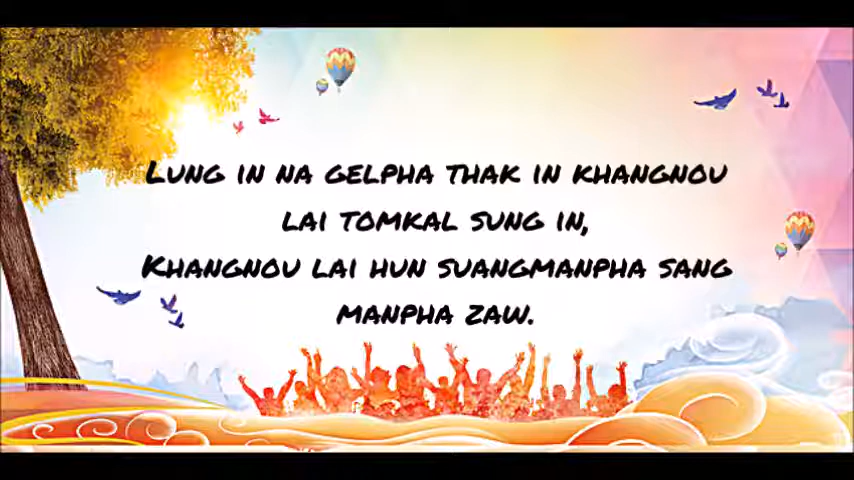 Lung in na gelpha thak in khangnou
lai tomkal sung in,
Khangnou lai hun suangmanpha sang
manpha zaw.